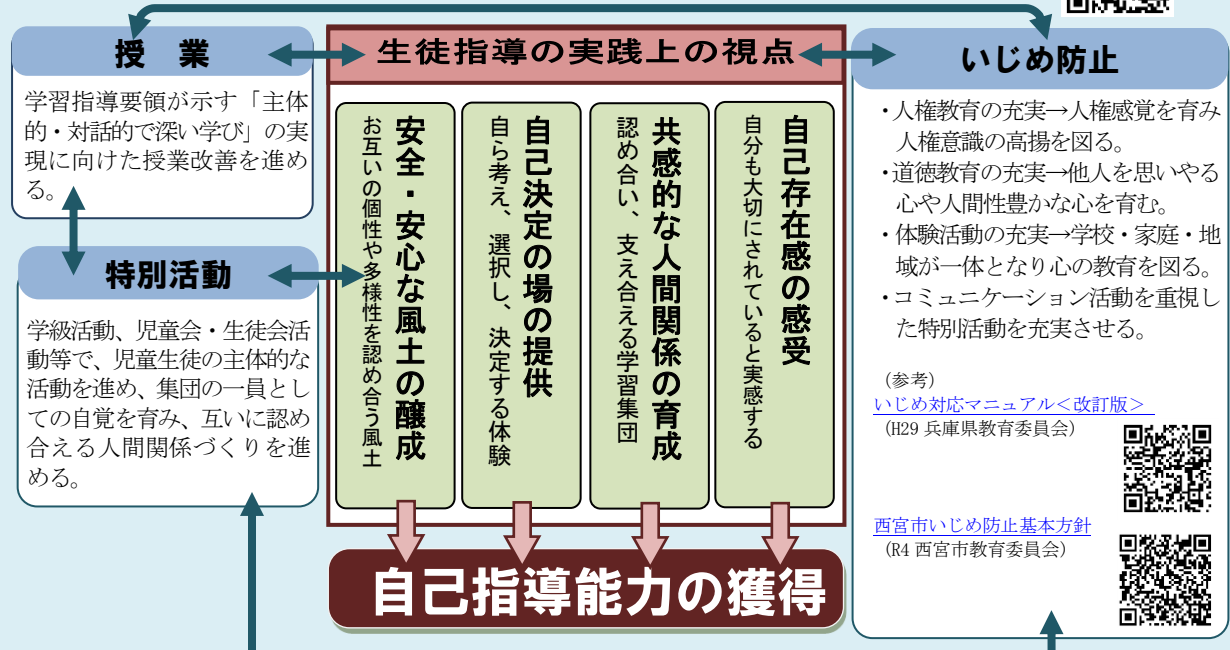 授 業
学習指導要領が示す「主体
的・対話的で深い学び」の実
現に向けた授業改善を進め
る。
特別活動
学級活動、児童会・生徒会活
動等で、児童生徒の主体的な
活動を進め、集団の一員とし
ての自覚を育み、互いに認め
合える人間関係づくりを進
める。
生徒指導の実践上の視点
自己存在感の感受
自分も大切にされていると実感する
共感的な人間関係の育成
認め合い、支え合える学習集団
自己決定の場の提供
自ら考え、選択し、決定する体験
安全・安心な風土の醸成
お互いの個性や多様性を認め合う風土
自己指導能力の獲得
いじめ防止
・人権教育の充実→人権感覚を育み
人権意識の高揚を図る。
・道徳教育の充実→他人を思いやる
心や人間性豊かな心を育む。
・体験活動の充実→学校・家庭・地
域が一体となり心の教育を図る。
・コミュニケーション活動を重視し
た特別活動を充実させる。
（参考）
いじめ対応マニュアル＜改訂版＞
（H29 兵庫県教育委員会）
西宮市いじめ防止基本方針
（R4 西宮市教育委員会）